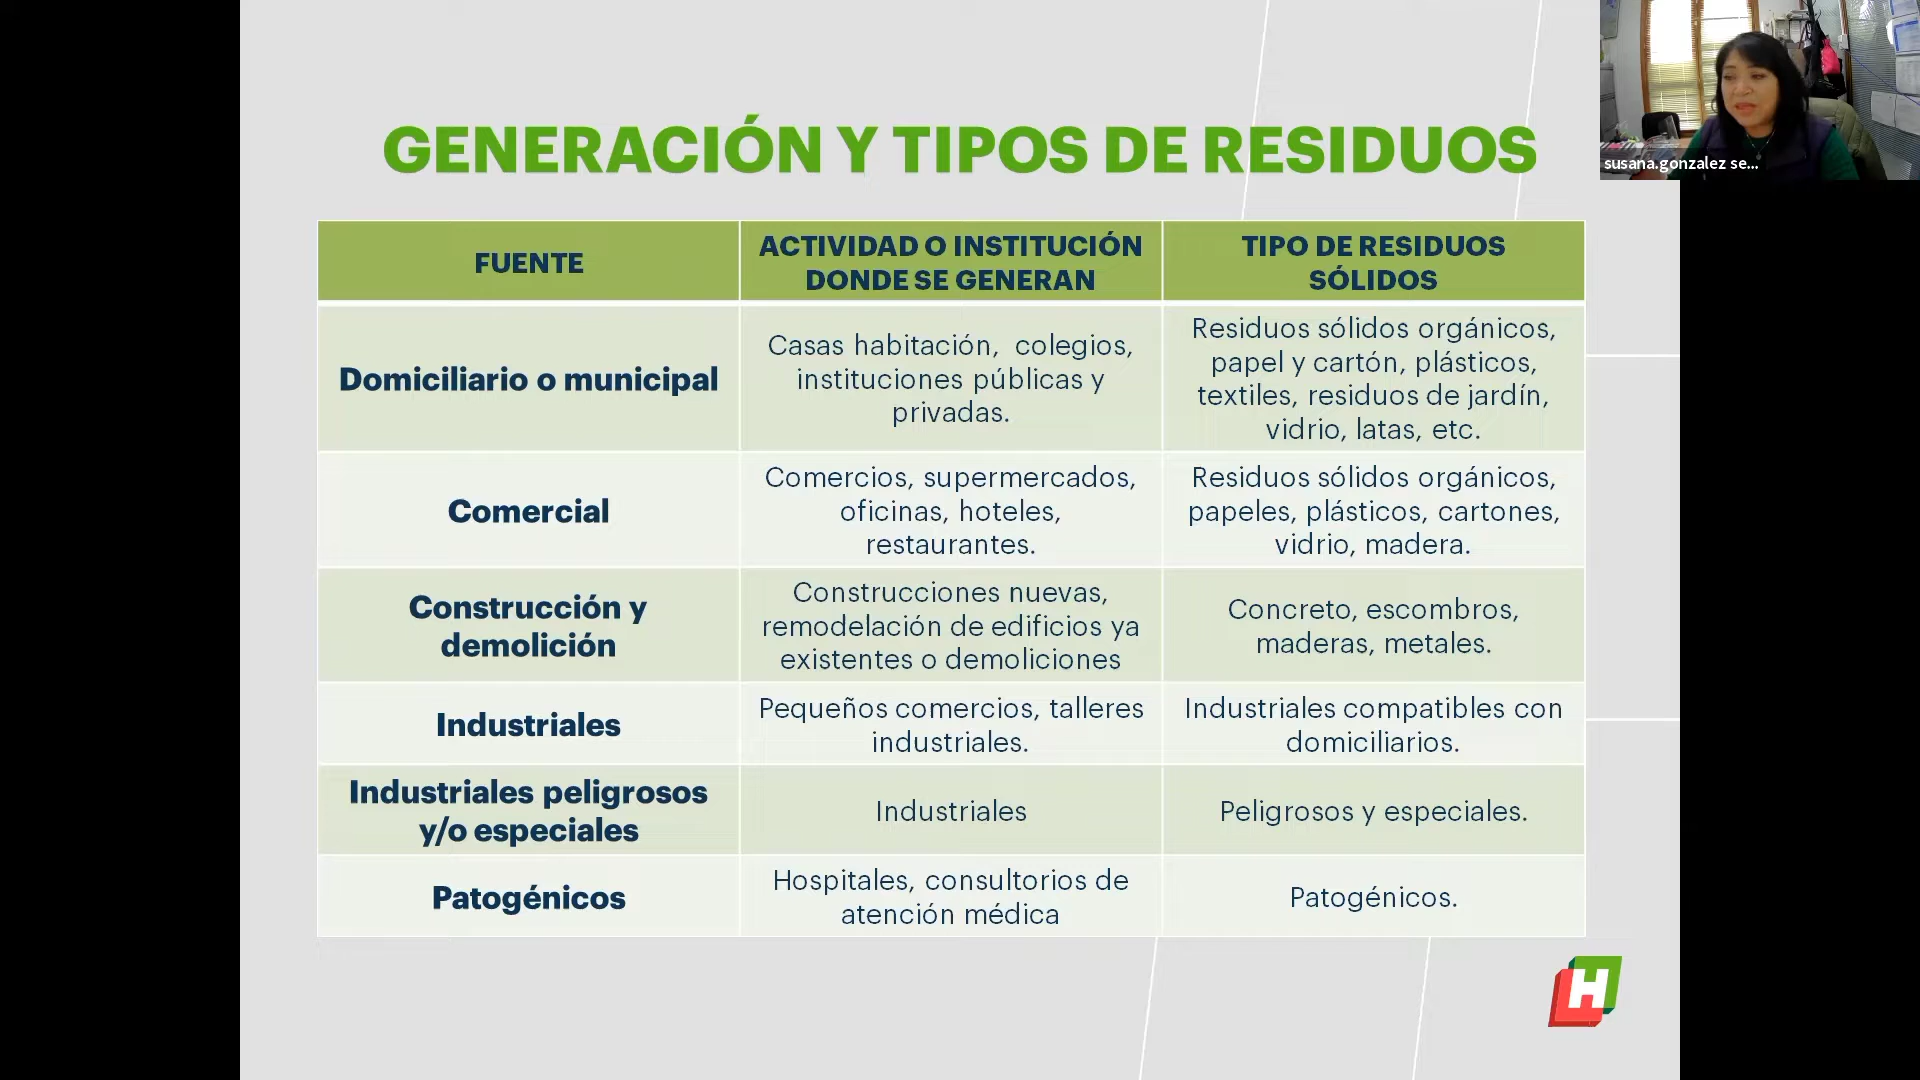 GENERACIÓN Y TIPOS DE RESIDUOS
susana.gonzalez se...
FUENTE
ACTIVIDAD O INSTITUCIÓN
DONDE SE GENERAN
TIPO DE RESIDUOS
SÓLIDOS
Domiciliario o municipal
Casas habitación, colegios,
instituciones públicas y
privadas.
Residuos sólidos orgánicos,
papel y cartón, plásticos,
textiles, residuos de jardín,
vidrio, latas, etc.
Comercial
Comercios, supermercados,
oficinas, hoteles,
restaurantes.
Residuos sólidos orgánicos,
papeles, plásticos, cartones,
vidrio, madera.
Construcción y
demolición
Construcciones nuevas,
remodelación de edificios ya
existentes o demoliciones
Concreto, escombros,
maderas, metales.
Industriales
Pequeños comercios, talleres
industriales.
Industriales compatibles con
domiciliarios.
Industriales peligrosos
y/o especiales
Industriales
Peligrosos y especiales.
Patogénicos
Hospitales, consultorios de
atención médica
Patogénicos.
H